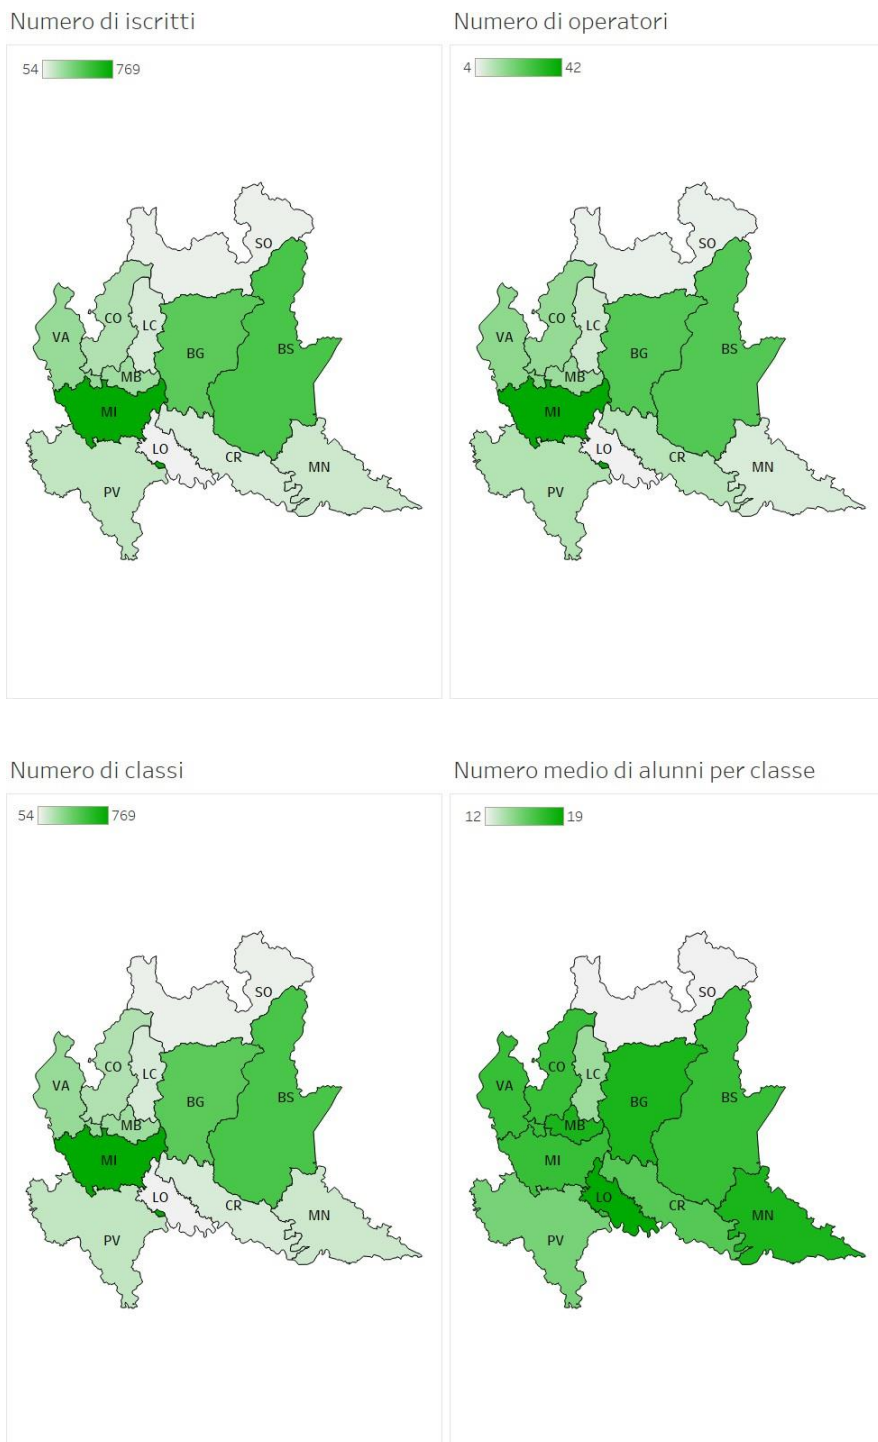 Numero di iscritti
54 769
SO
CO
VA
LC
BG
BS
MB
MI
LO
CR
MN
PV
Numero di operatori
4 42
SO
CO
VA
LC
BG
BS
MB
MI
LO
CR
MN
PV
Numero di classi
54 769
SO
CO
VA
LC
BG
BS
MB
MI
LO
CR
MN
PV
Numero medio di alunni per classe
12 19
SO
CO
VA
LC
BG
BS
MB
MI
LO
CR
MN
PV